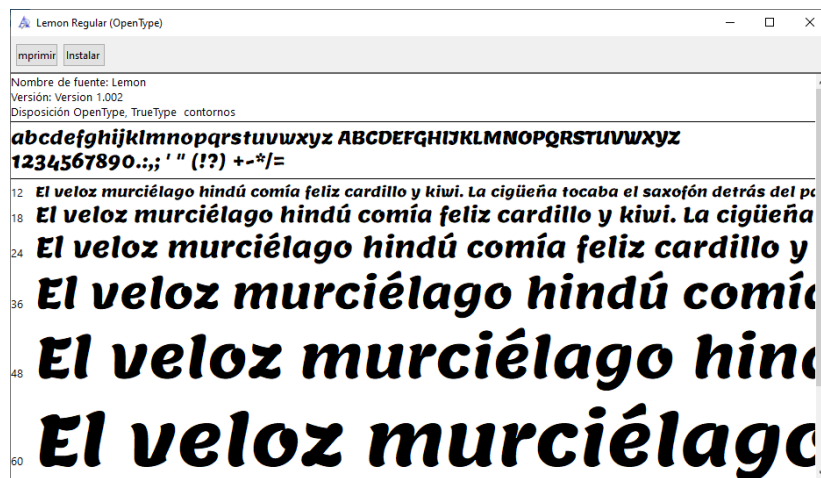 Lemon Regular (OpenType)
mprimir Instalar
Nombre de fuente: Lemon
Versión: Version 1.002
Disposición OpenType, TrueType contornos
abcdefghijklmnopqrstuvwxyz ABCDEFGHIJKLMNOPQRSTUVWXYZ
1234567890.:,; ' " (!?) +-*/=
12 El veloz murciélago hindú comía feliz cardillo y kiwi. La cigüeña tocaba el saxofón detrás del
18 El veloz murciélago hindú comía feliz cardillo y kiwi. La cigüeña
24 El veloz murciélago hindú comía feliz cardillo y
36 El veloz murciélago hindú comía
48 El veloz murciélago hind
60 El veloz murciélago